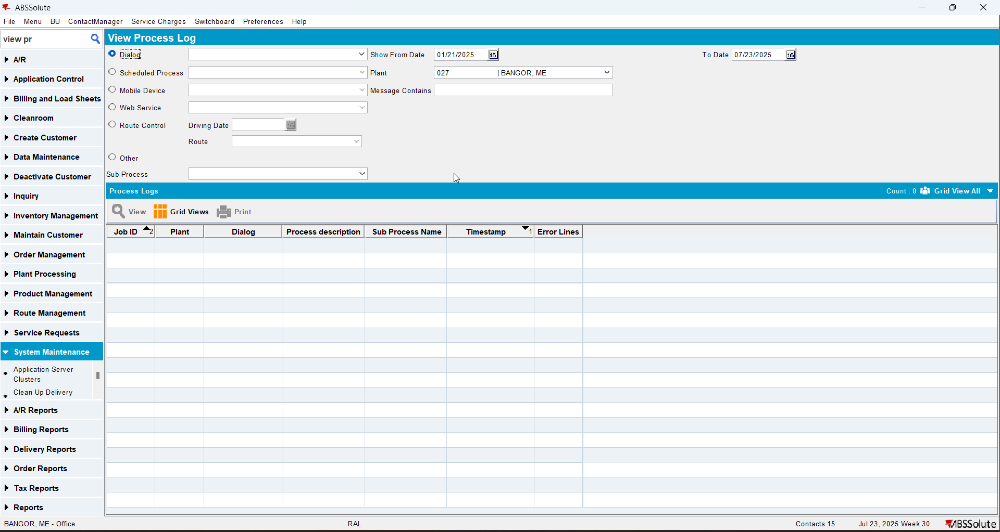 ABSSolute
File Menu BU ContactManager Service Charges Switchboard Preferences Help
view pr
View Process Log
Dialog
Show From Date 01/21/2025
To Date 07/23/2025
Scheduled Process
Plant 027 | BANGOR, ME
Mobile Device
Message Contains
Web Service
Route Control
Driving Date
Route
Other
Sub Process
Process Logs
Count : 0 Grid View All
View Grid Views Print
Job ID 2 Plant Dialog Process description Sub Process Name Timestamp 1 Error Lines
A/R
Application Control
Billing and Load Sheets
Cleanroom
Create Customer
Data Maintenance
Deactivate Customer
Inquiry
Inventory Management
Maintain Customer
Order Management
Plant Processing
Product Management
Route Management
Service Requests
System Maintenance
Application Server
Clusters
Clean Up Delivery
A/R Reports
Billing Reports
Delivery Reports
Order Reports
Tax Reports
Reports
BANGOR, ME - Office
RAL
Contacts 15
Jul 23, 2025 Week 30
ABSSolute